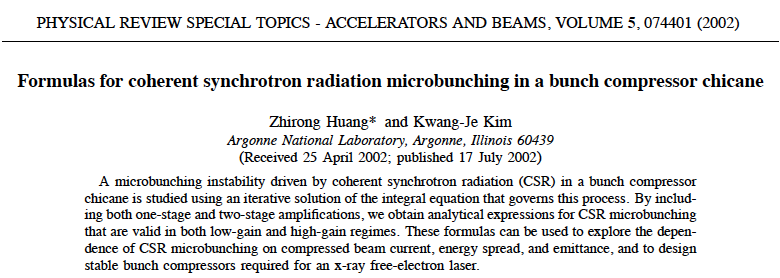 PHYSICAL REVIEW SPECIAL TOPICS - ACCELERATORS AND BEAMS, VOLUME 5, 074401 (2002)
Formulas for coherent synchrotron radiation microbunching in a bunch compressor chicane
Zhirong Huang* and Kwang-Je Kim
Argonne National Laboratory, Argonne, Illinois 60439
(Received 25 April 2002; published 17 July 2002)
A microbunching instability driven by coherent synchrotron radiation (CSR) in a bunch compressor
chicane is studied using an iterative solution of the integral equation that governs this process. By includ-
ing both one-stage and two-stage amplifications, we obtain analytical expressions for CSR microbunching
that are valid in both low-gain and high-gain regimes. These formulas can be used to explore the depen-
dence of CSR microbunching on compressed beam current, energy spread, and emittance, and to design
stable bunch compressors required for an x-ray free-electron laser.